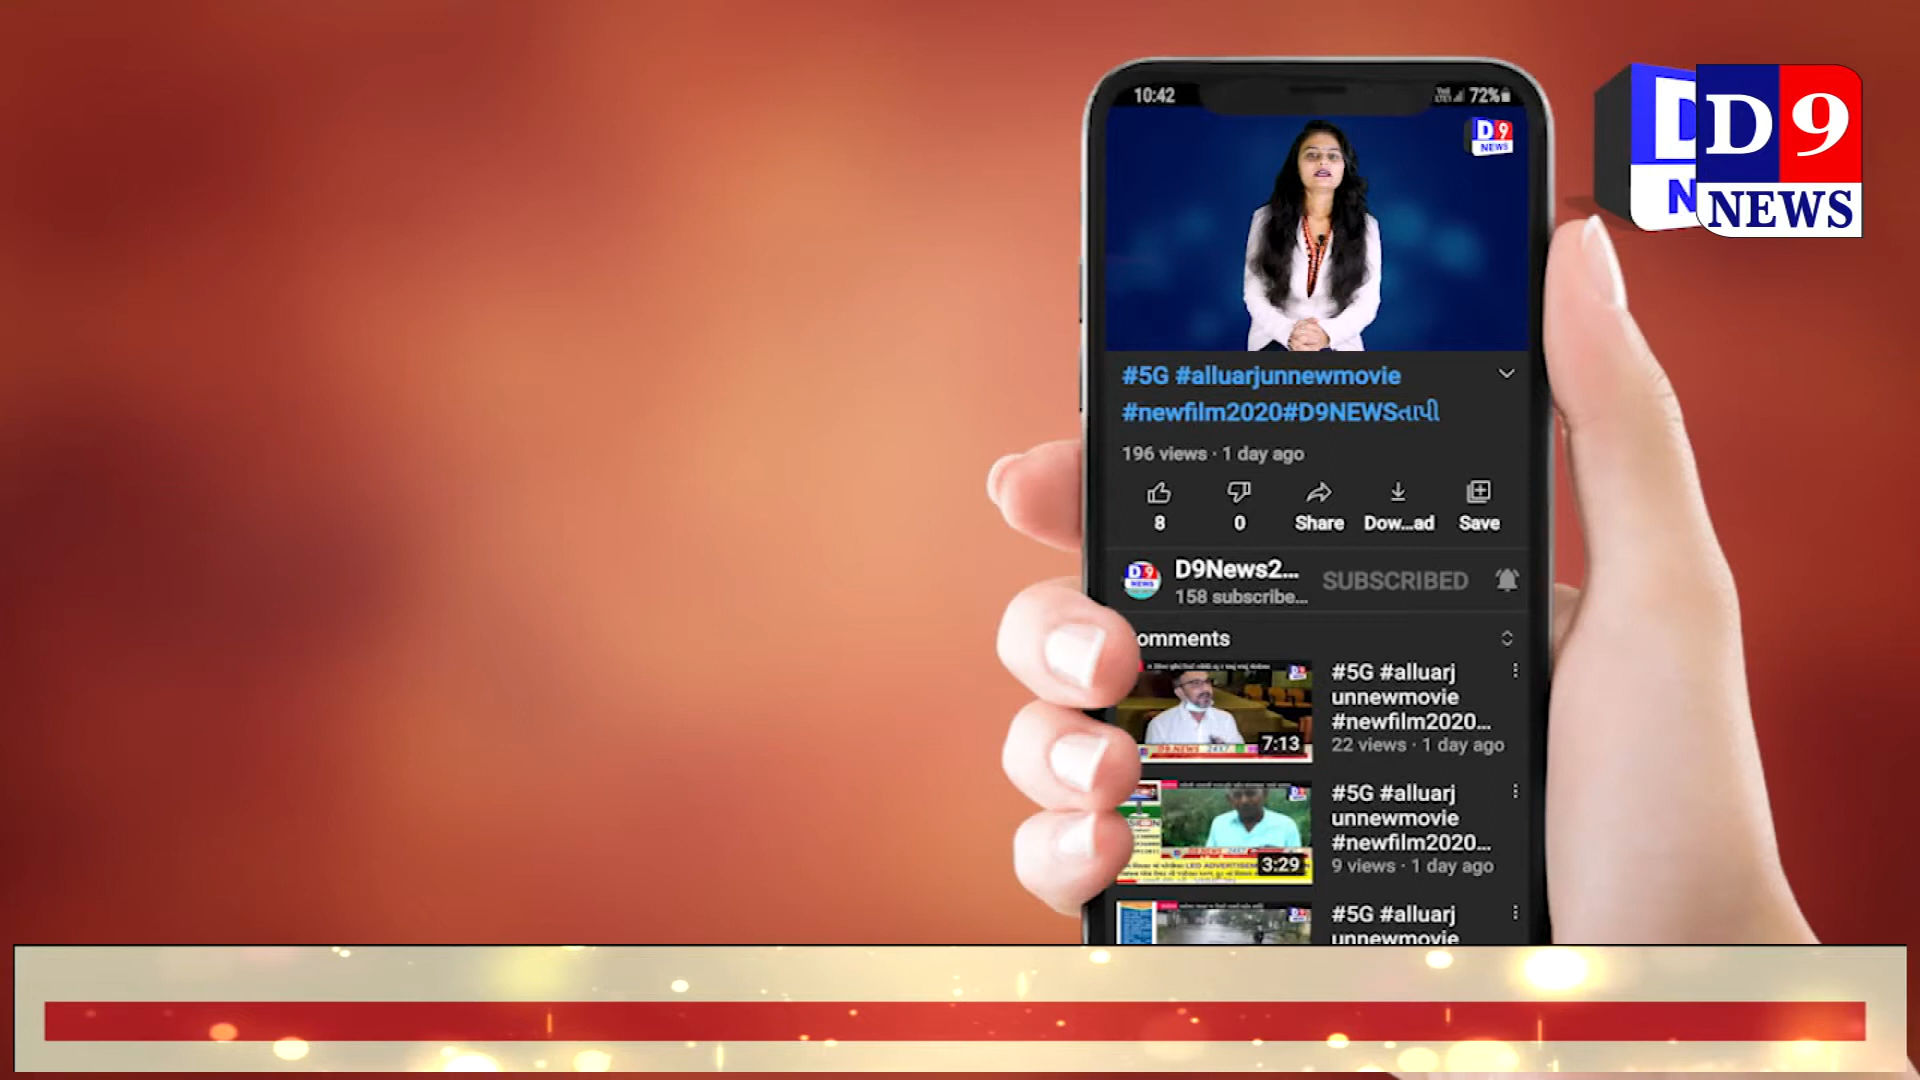 10:42
72%
D 9
NEWS
D 9
NEWS
#5G #alluarjunnewmovie
#newfilm2020#D9NEWSતાપી
196 views · 1 day ago
8
0
Share
Dow...ad
Save
D9News2...
158 subscribe...
SUBSCRIBED
omments
#5G #alluarj
unnewmovie
#newfilm2020...
22 views · 1 day ago
7:13
#5G #alluarj
unnewmovie
#newfilm2020...
9 views · 1 day ago
3:29
#5G #alluarj
unnewmovie